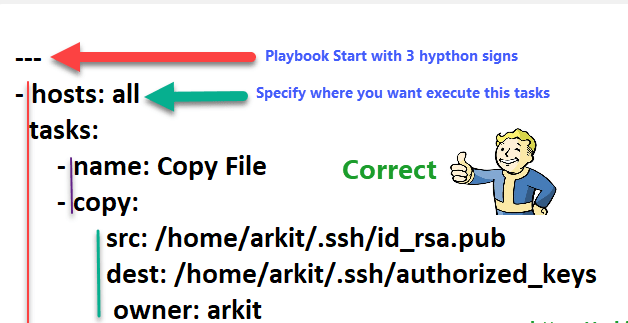 ---
Playbook Start with 3 hypthon signs
- hosts: all
Specify where you want execute this tasks
tasks:
- name: Copy File
Correct
- copy:
src: /home/arkit/.ssh/id_rsa.pub
dest: /home/arkit/.ssh/authorized_keys
owner: arkit